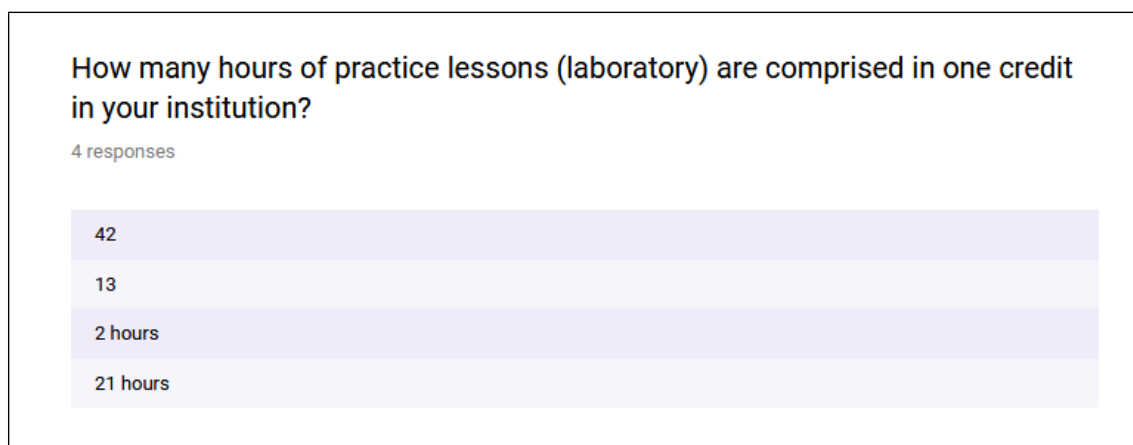 How many hours of practice lessons (laboratory) are comprised in one credit
in your institution?
4 responses
42
13
2 hours
21 hours